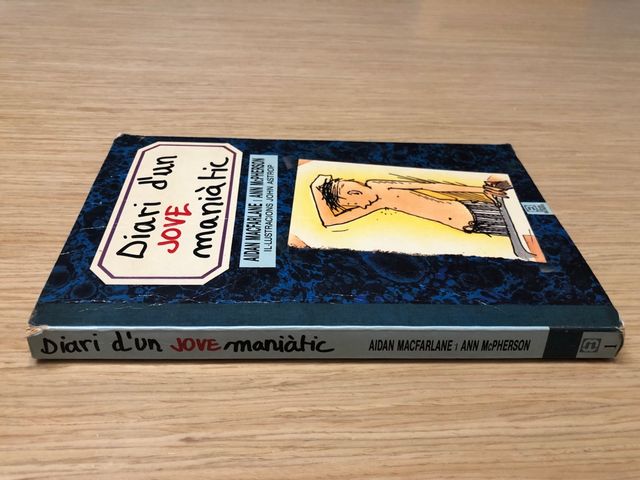 Diari d'un
JOVE
maniàtic
AIDAN MACFARLANE i ANN McPHERSON
IL·LUSTRACIONS JOHN ASTROP
Diari d'un JOVE maniàtic
AIDAN MACFARLANE i ANN McPHERSON
1